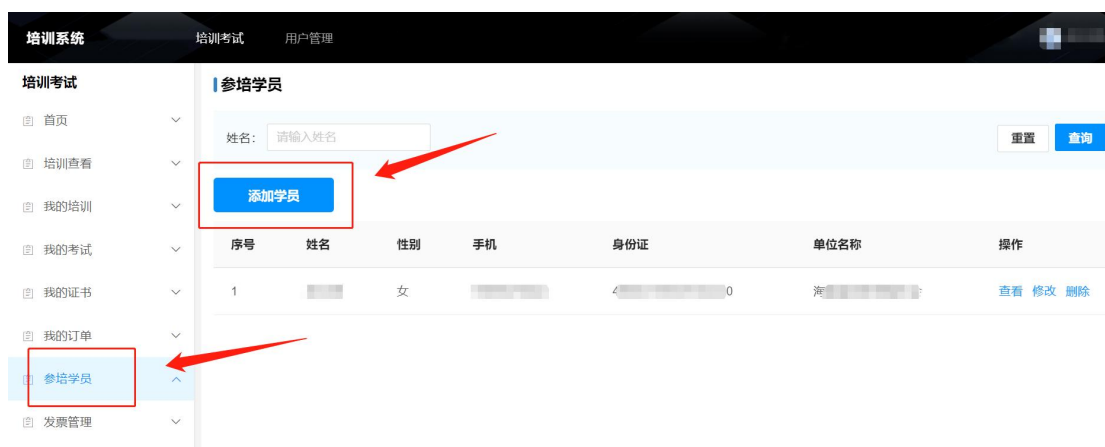 培训系统 培训考试 用户管理
培训考试
首页
培训查看
我的培训
我的考试
我的证书
我的订单
参培学员
发票管理
参培学员
姓名： 请输入姓名 重置 查询
添加学员
序号 姓名 性别 手机 身份证 单位名称 操作
1 女 4 0 海 查看 修改 删除